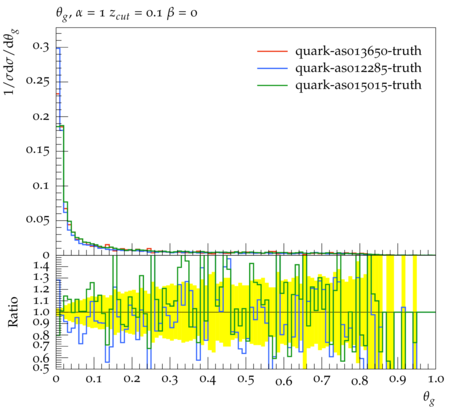 θg, α = 1 zcut = 0.1 β = 0
1/σdσ/dθg
quark-as013650-truth
quark-as012285-truth
quark-as015015-truth
0.3
0.25
0.2
0.15
0.1
0.05
0
Ratio
1.4
1.3
1.2
1.1
1.0
0.9
0.8
0.7
0.6
0.5
0 0.1 0.2 0.3 0.4 0.5 0.6 0.7 0.8 0.9 1.0
θg